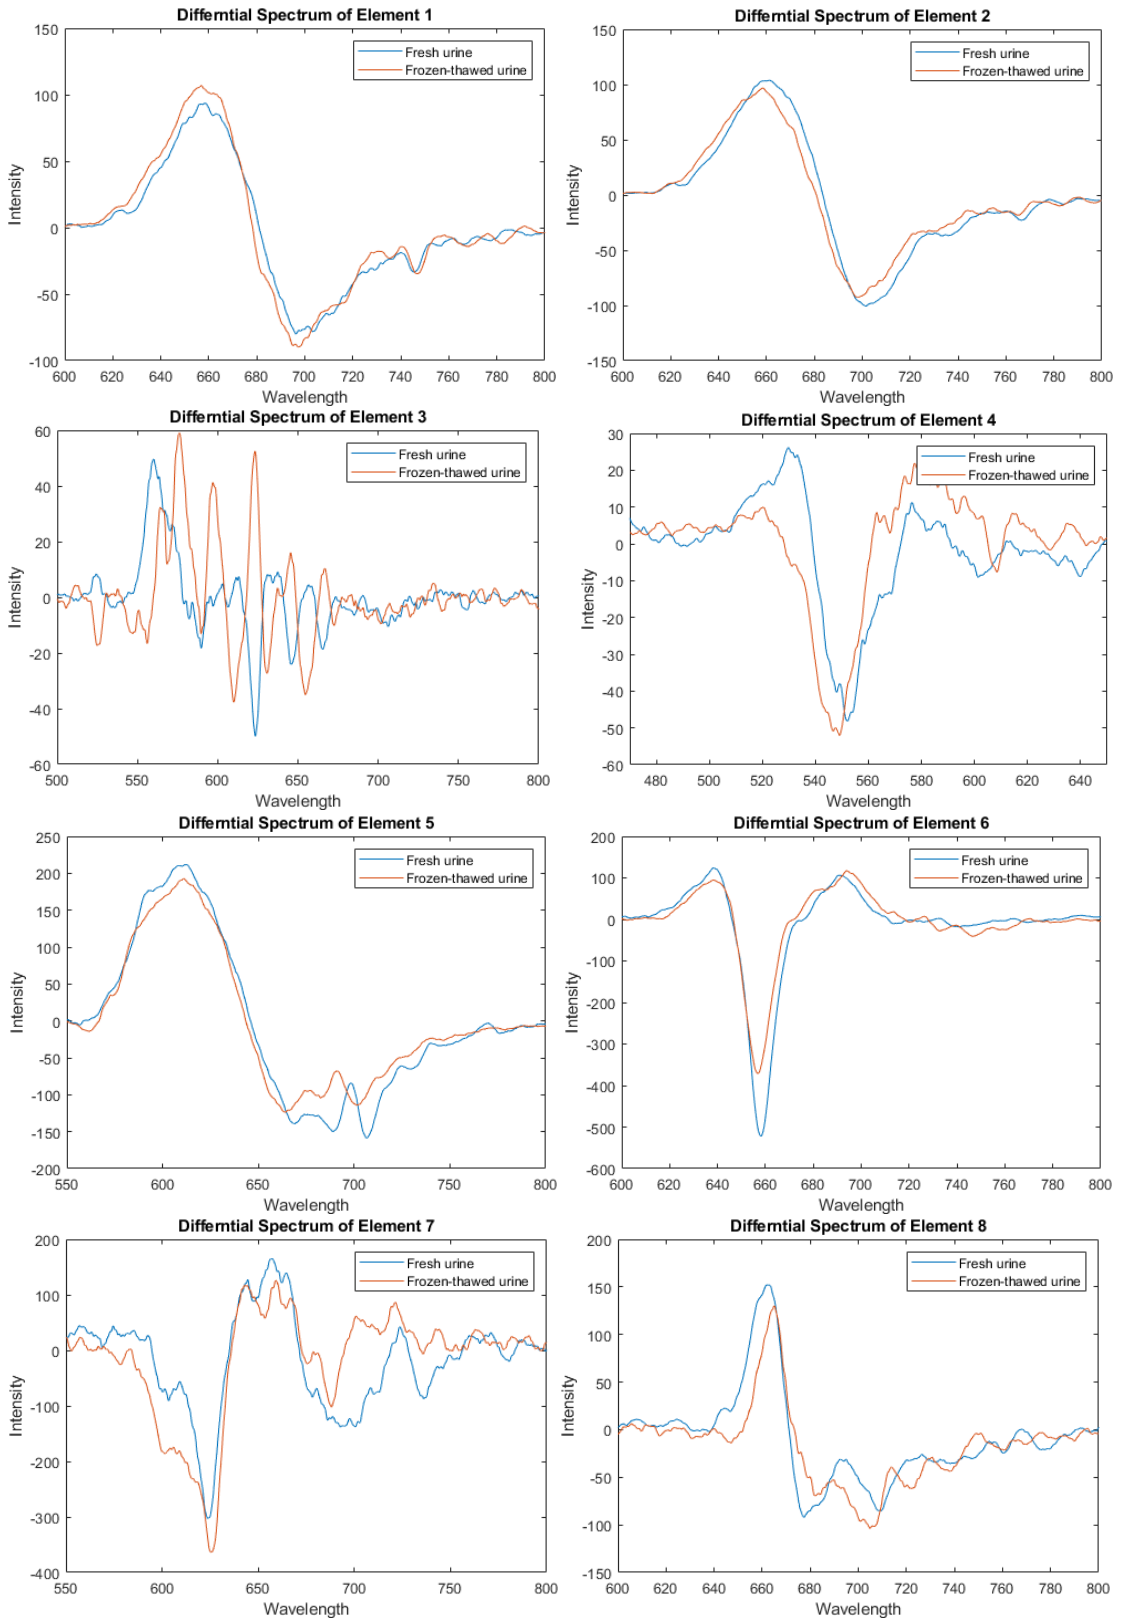 Differntial Spectrum of Element 1
150
100
50
0
-50
-100
Intensity
600 620 640 660 680 700 720 740 760 780 800
Wavelength
Fresh urine
Frozen-thawed urine
Differntial Spectrum of Element 2
150
100
50
0
-50
-100
-150
Intensity
600 620 640 660 680 700 720 740 760 780 800
Wavelength
Fresh urine
Frozen-thawed urine
Differntial Spectrum of Element 3
60
40
20
0
-20
-40
-60
Intensity
500 550 600 650 700 750 800
Wavelength
Fresh urine
Frozen-thawed urine
Differntial Spectrum of Element 4
30
20
10
0
-10
-20
-30
-40
-50
-60
Intensity
480 500 520 540 560 580 600 620 640
Wavelength
Fresh urine
Frozen-thawed urine
Differntial Spectrum of Element 5
250
200
150
100
50
0
-50
-100
-150
-200
Intensity
550 600 650 700 750 800
Wavelength
Fresh urine
Frozen-thawed urine
Differntial Spectrum of Element 6
200
100
0
-100
-200
-300
-400
-500
-600
Intensity
600 620 640 660 680 700 720 740 760 780 800
Wavelength
Fresh urine
Frozen-thawed urine
Differntial Spectrum of Element 7
200
100
0
-100
-200
-300
-400
Intensity
550 600 650 700 750 800
Wavelength
Fresh urine
Frozen-thawed urine
Differntial Spectrum of Element 8
200
150
100
50
0
-50
-100
-150
Intensity
600 620 640 660 680 700 720 740 760 780 800
Wavelength
Fresh urine
Frozen-thawed urine